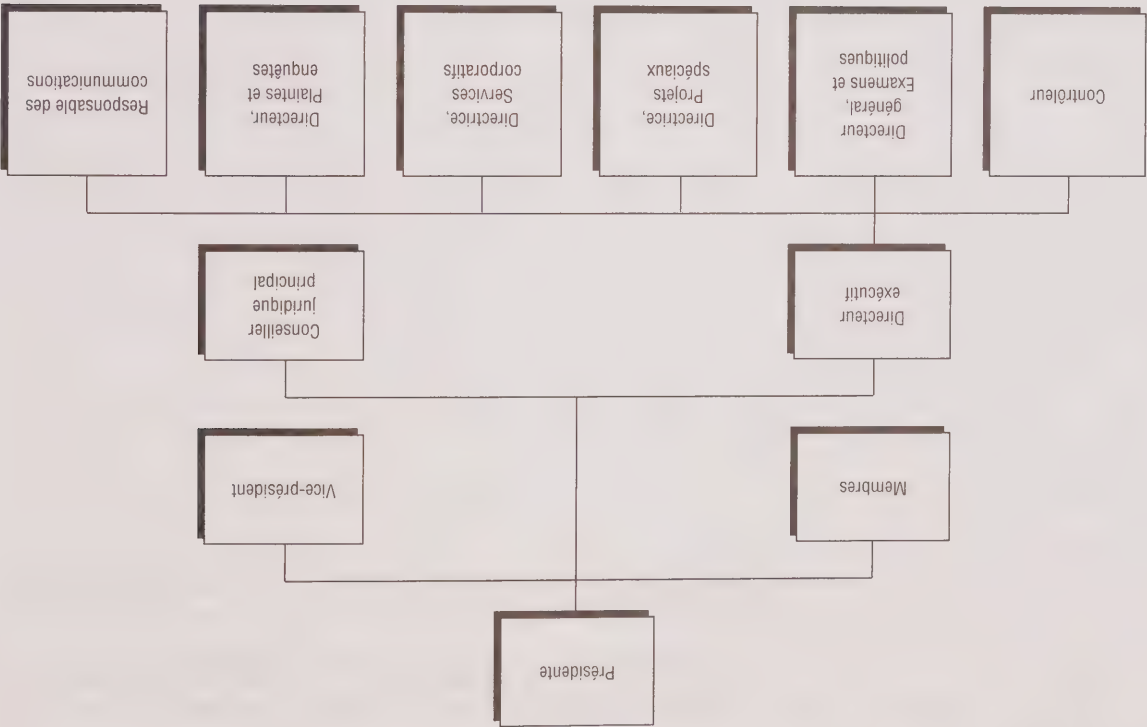 Présidente
Membres
Vice-président
Directeur
exécutif
Conseiller
juridique
principal
Contrôleur
Directeur
général,
Examens et
politiques
Directrice,
Projets
spéciaux
Directrice,
Services
corporatifs
Directeur,
Plaintes et
enquêtes
Responsable des
communications